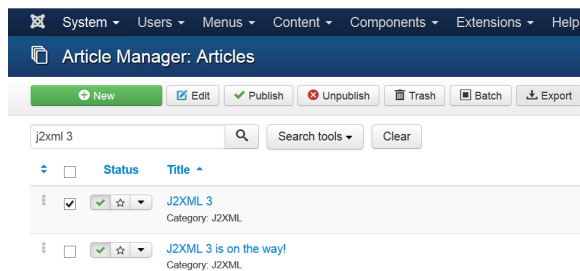 System Users Menus Content Components Extensions Help
Article Manager: Articles
New Edit Publish Unpublish Trash Batch Export
j2xml 3 Search tools Clear
Status Title
J2XML 3
Category: J2XML
J2XML 3 is on the way!
Category: J2XML